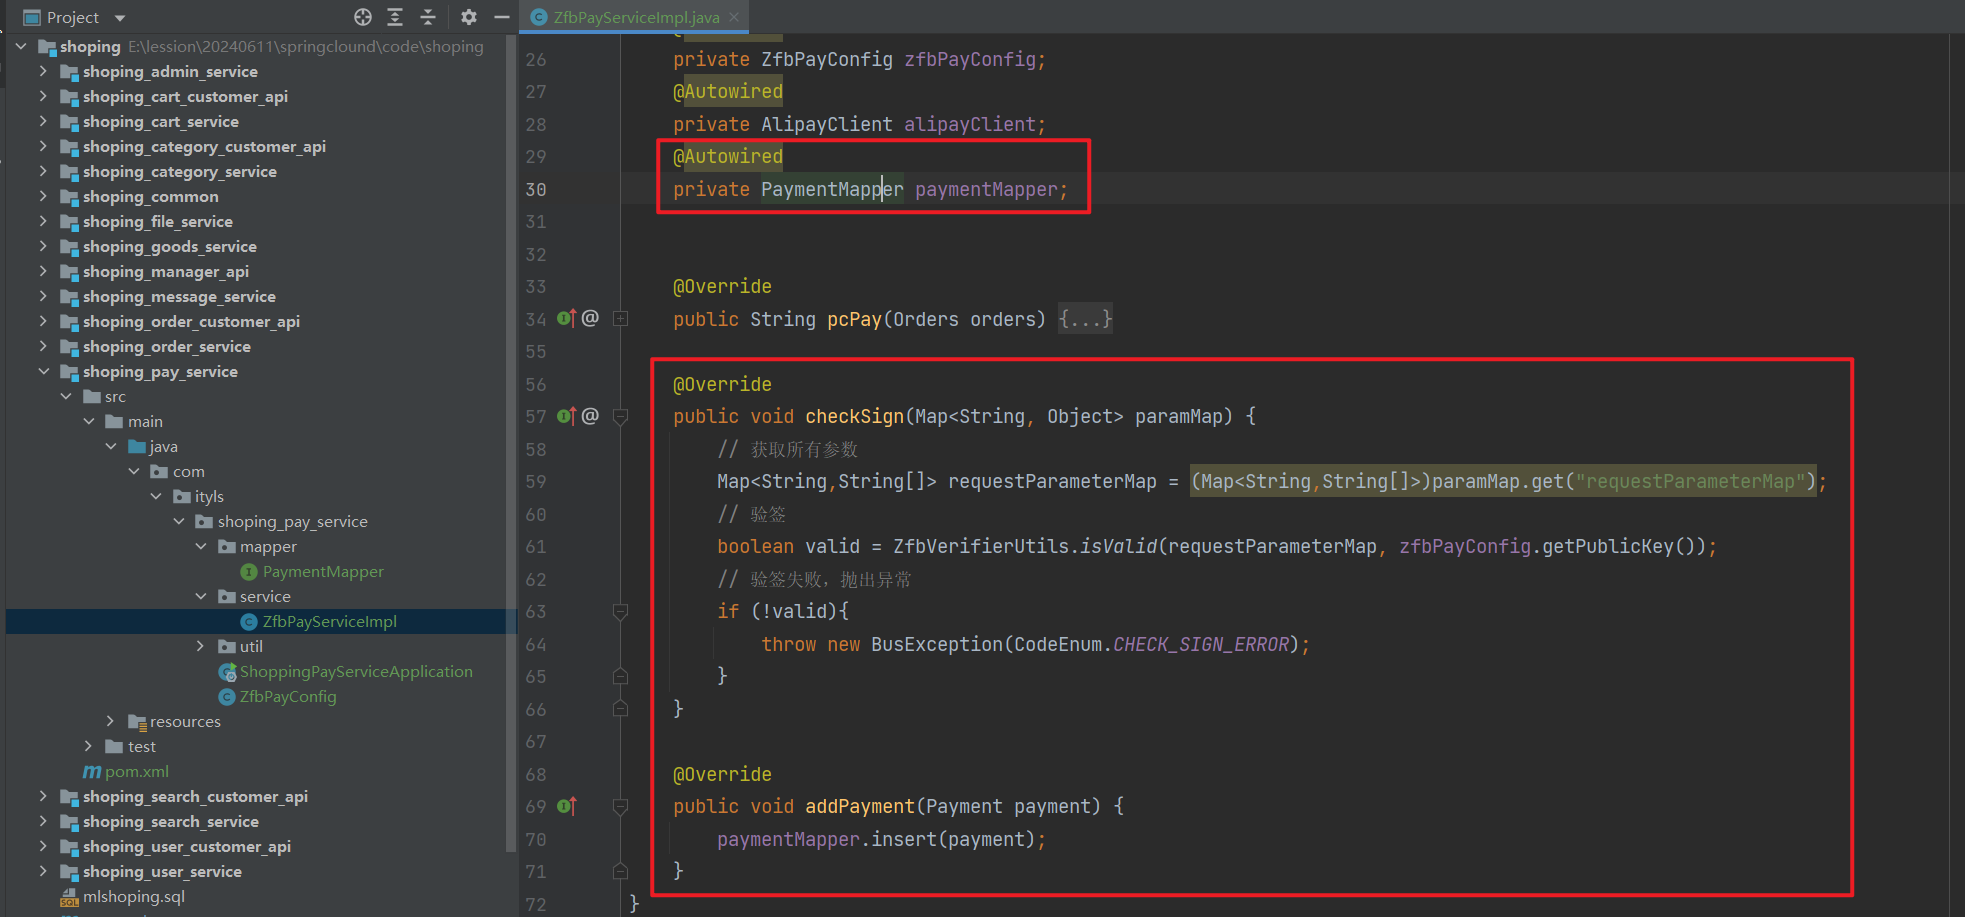 Project
shoping E:\lession\20240611\springclound\code\shoping
shoping_admin_service
shoping_cart_customer_api
shoping_cart_service
shoping_category_customer_api
shoping_category_service
shoping_common
shoping_file_service
shoping_goods_service
shoping_manager_api
shoping_message_service
shoping_order_customer_api
shoping_order_service
shoping_pay_service
src
main
java
com
ityls
shoping_pay_service
mapper
PaymentMapper
service
ZfbPayServiceImpl
util
ShoppingPayServiceApplication
ZfbPayConfig
resources
test
pom.xml
shoping_search_customer_api
shoping_search_service
shoping_user_customer_api
shoping_user_service
mlshoping.sql
ZfbPayServiceImpl.java
26 private ZfbPayConfig zfbPayConfig;
27 @Autowired
28 private AlipayClient alipayClient;
29 @Autowired
30 private PaymentMapper paymentMapper;
31
32
33 @Override
34 public String pcPay(Orders orders) {...}
55
56 @Override
57 public void checkSign(Map<String, Object> paramMap) {
58 // 获取所有参数
59 Map<String,String[]> requestParameterMap = (Map<String,String[]>)paramMap.get("requestParameterMap");
60 // 验签
61 boolean valid = ZfbVerifierUtils.isValid(requestParameterMap, zfbPayConfig.getPublicKey());
62 // 验签失败，抛出异常
63 if (!valid){
64 throw new BusException(CodeEnum.CHECK_SIGN_ERROR);
65 }
66 }
67
68 @Override
69 public void addPayment(Payment payment) {
70 paymentMapper.insert(payment);
71 }
72 }